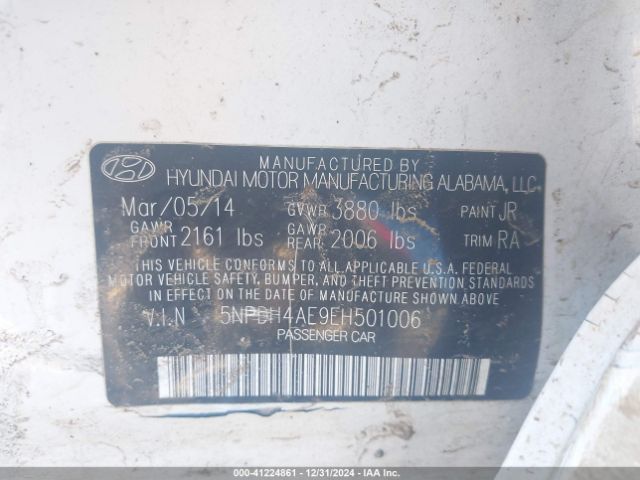 MANUFACTURED BY
HYUNDAI MOTOR MANUFACTURING ALABAMA, LLC.
Mar/05/14 GVWR 3880 lbs PAINT JR
GAWR FRONT 2161 lbs GAWR REAR 2006 lbs TRIM RA
THIS VEHICLE CONFORMS TO ALL APPLICABLE U.S.A. FEDERAL
MOTOR VEHICLE SAFETY, BUMPER, AND THEFT PREVENTION
STANDARDS IN EFFECT ON THE DATE OF MANUFACTURE SHOWN ABOVE
V.I.N 5NPDH4AE9EH501006
PASSENGER CAR
000-41224861 - 12/31/2024 - IAA Inc.